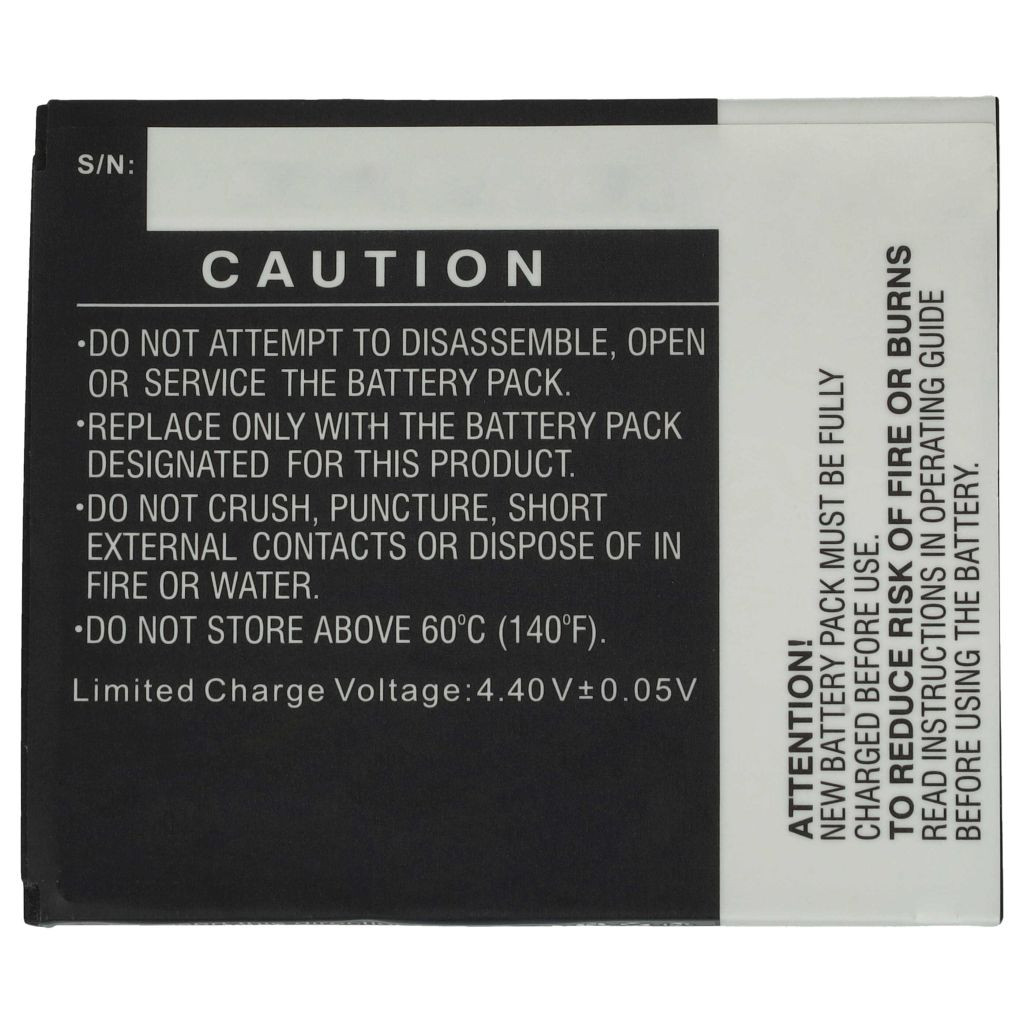 S/N:
CAUTION
•DO NOT ATTEMPT TO DISASSEMBLE, OPEN
OR SERVICE THE BATTERY PACK.
•REPLACE ONLY WITH THE BATTERY PACK
DESIGNATED FOR THIS PRODUCT.
•DO NOT CRUSH, PUNCTURE, SHORT
EXTERNAL CONTACTS OR DISPOSE OF IN
FIRE OR WATER.
•DO NOT STORE ABOVE 60⁰C (140⁰F).
Limited Charge Voltage:4.40V±0.05V
ATTENTION!
NEW BATTERY PACK MUST BE FULLY
CHARGED BEFORE USE.
TO REDUCE RISK OF FIRE OR BURNS
READ INSTRUCTIONS IN OPERATING GUIDE
BEFORE USING THE BATTERY.